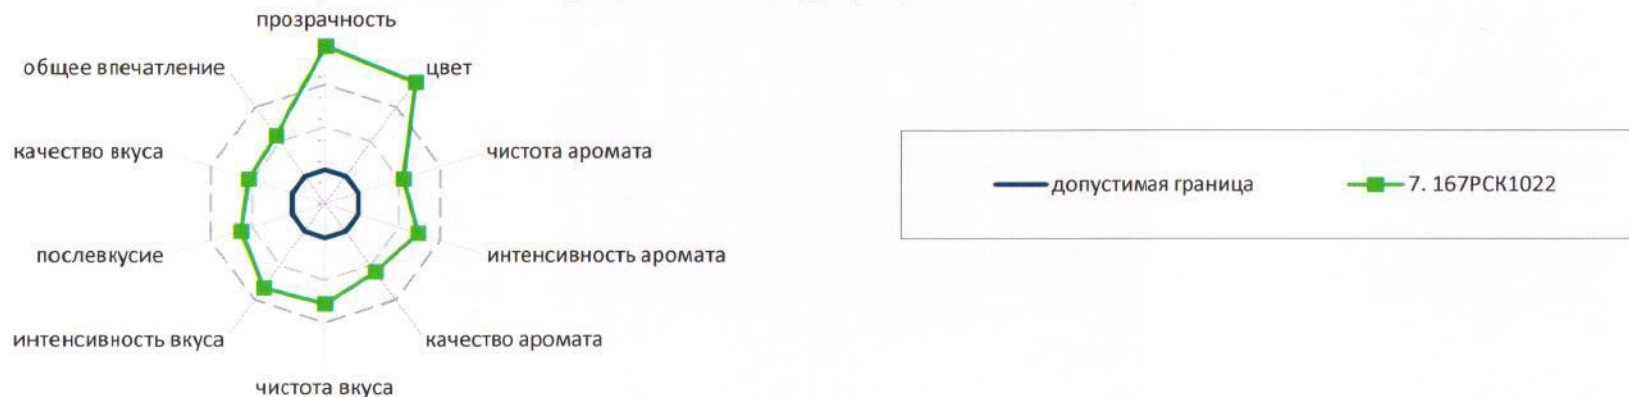 прозрачность
общее впечатление
цвет
качество вкуса
чистота аромата
послевкусие
интенсивность аромата
интенсивность вкуса
качество аромата
чистота вкуса
допустимая граница
7. 167РСК1022